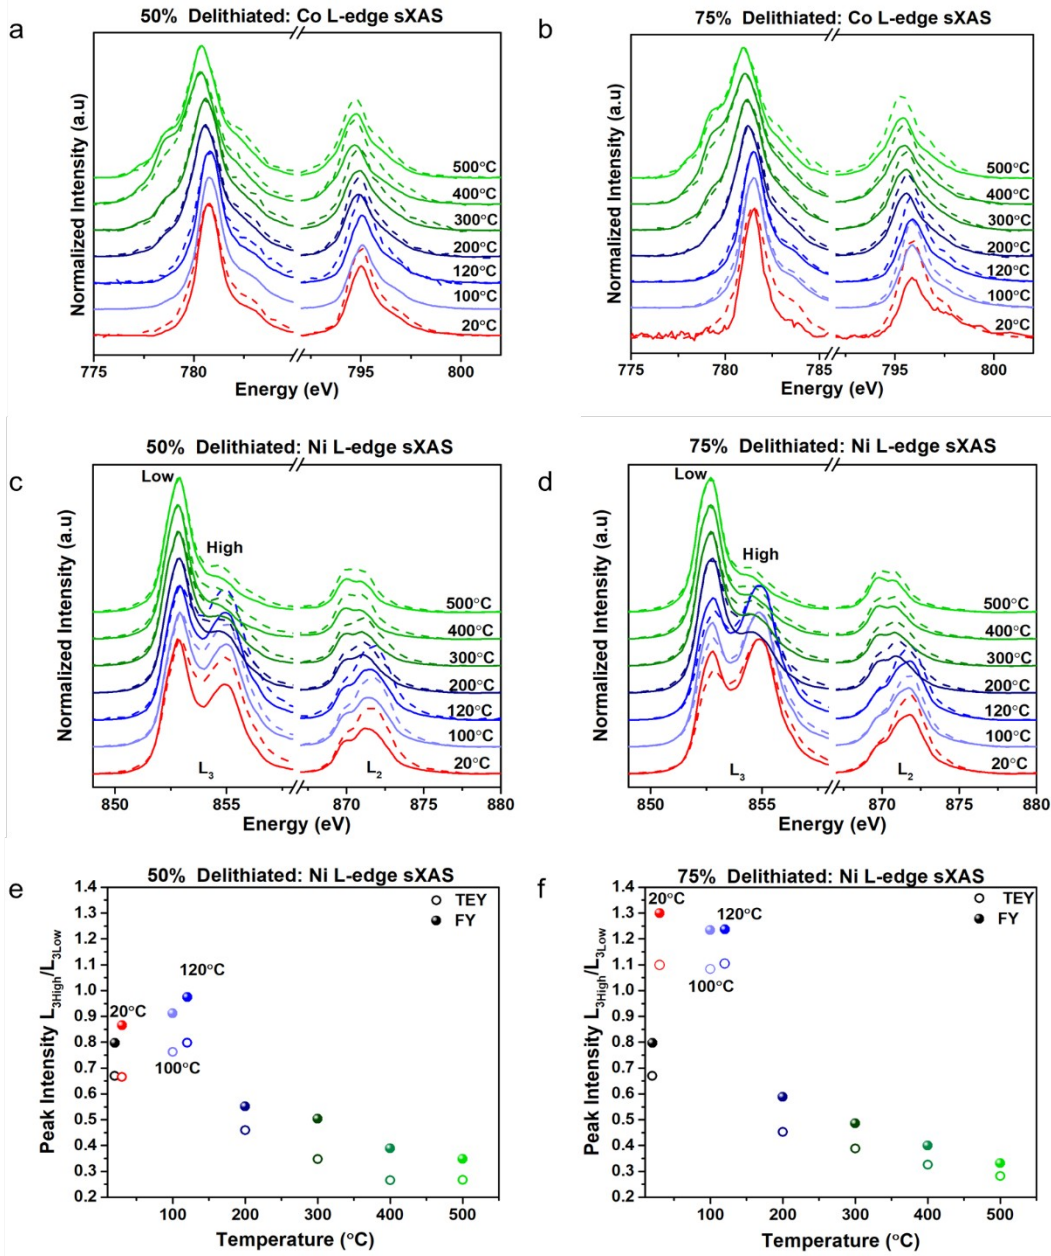 a
50% Delithiated: Co L-edge sXAS
Normalized Intensity (a.u)
500°C
400°C
300°C
200°C
120°C
100°C
20°C
775 780 795 800
Energy (eV)
b
75% Delithiated: Co L-edge sXAS
Normalized Intensity (a.u)
500°C
400°C
300°C
200°C
120°C
100°C
20°C
775 780 785 795 800
Energy (eV)
c
50% Delithiated: Ni L-edge sXAS
Normalized Intensity (a.u)
Low
High
500°C
400°C
300°C
200°C
120°C
100°C
20°C
L3 L2
850 855 870 875 880
Energy (eV)
d
75% Delithiated: Ni L-edge sXAS
Normalized Intensity (a.u)
Low
High
500°C
400°C
300°C
200°C
120°C
100°C
20°C
L3 L2
850 855 870 875 880
Energy (eV)
e
50% Delithiated: Ni L-edge sXAS
Peak Intensity L3High/L3Low
1.4
1.3
1.2
1.1
1.0
0.9
0.8
0.7
0.6
0.5
0.4
0.3
0.2
TEY
FY
120°C
20°C
100°C
100 200 300 400 500
Temperature (°C)
f
75% Delithiated: Ni L-edge sXAS
Peak Intensity L3High/L3Low
1.4
1.3
1.2
1.1
1.0
0.9
0.8
0.7
0.6
0.5
0.4
0.3
0.2
TEY
FY
20°C
120°C
100°C
100 200 300 400 500
Temperature (°C)